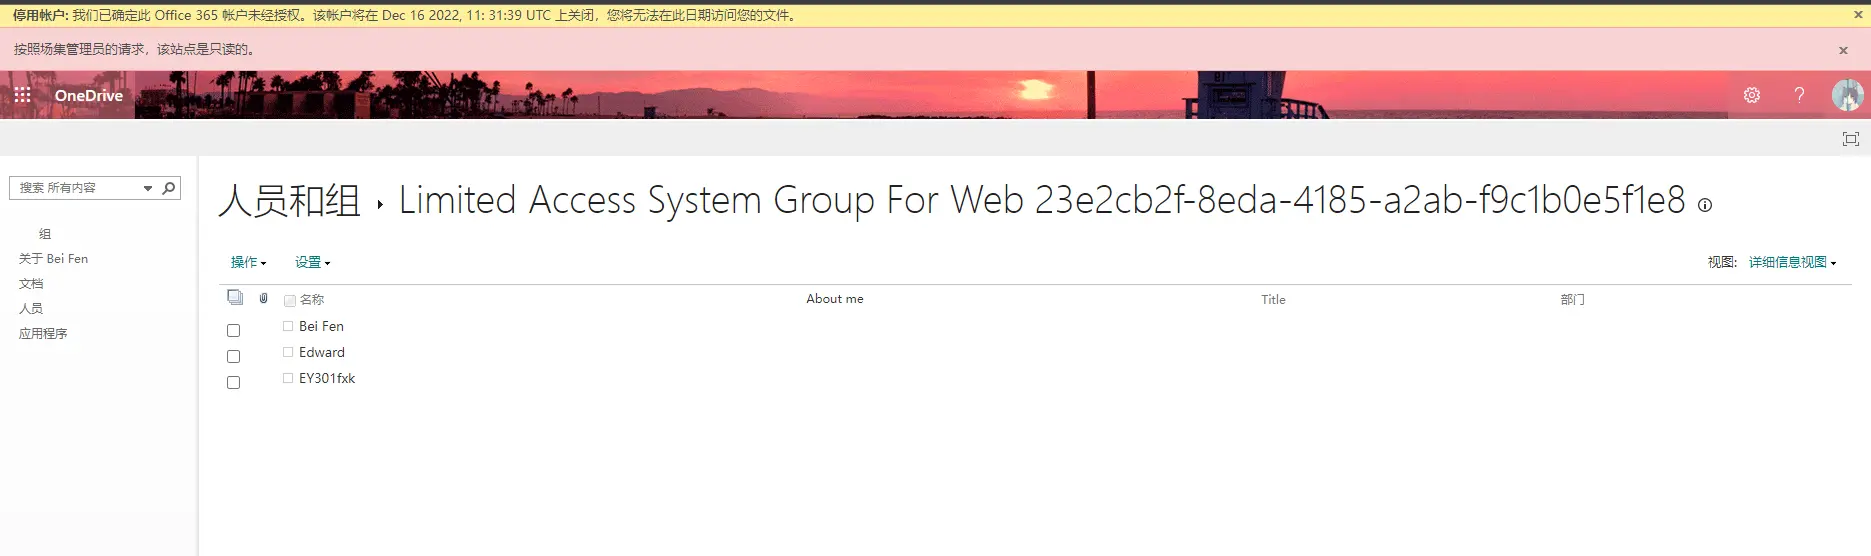 停用帐户: 我们已确定此 Office 365 帐户未经授权。该帐户将在 Dec 16 2022, 11: 31:39 UTC 上关闭，您将无法在此日期访问您的文件。
按照场集管理员的请求，该站点是只读的。
OneDrive
搜索 所有内容
人员和组 ▸ Limited Access System Group For Web 23e2cb2f-8eda-4185-a2ab-f9c1b0e5f1e8
组
关于 Bei Fen
文档
人员
应用程序
操作 设置 视图: 详细信息视图
名称 About me Title 部门
Bei Fen
Edward
EY301fxk